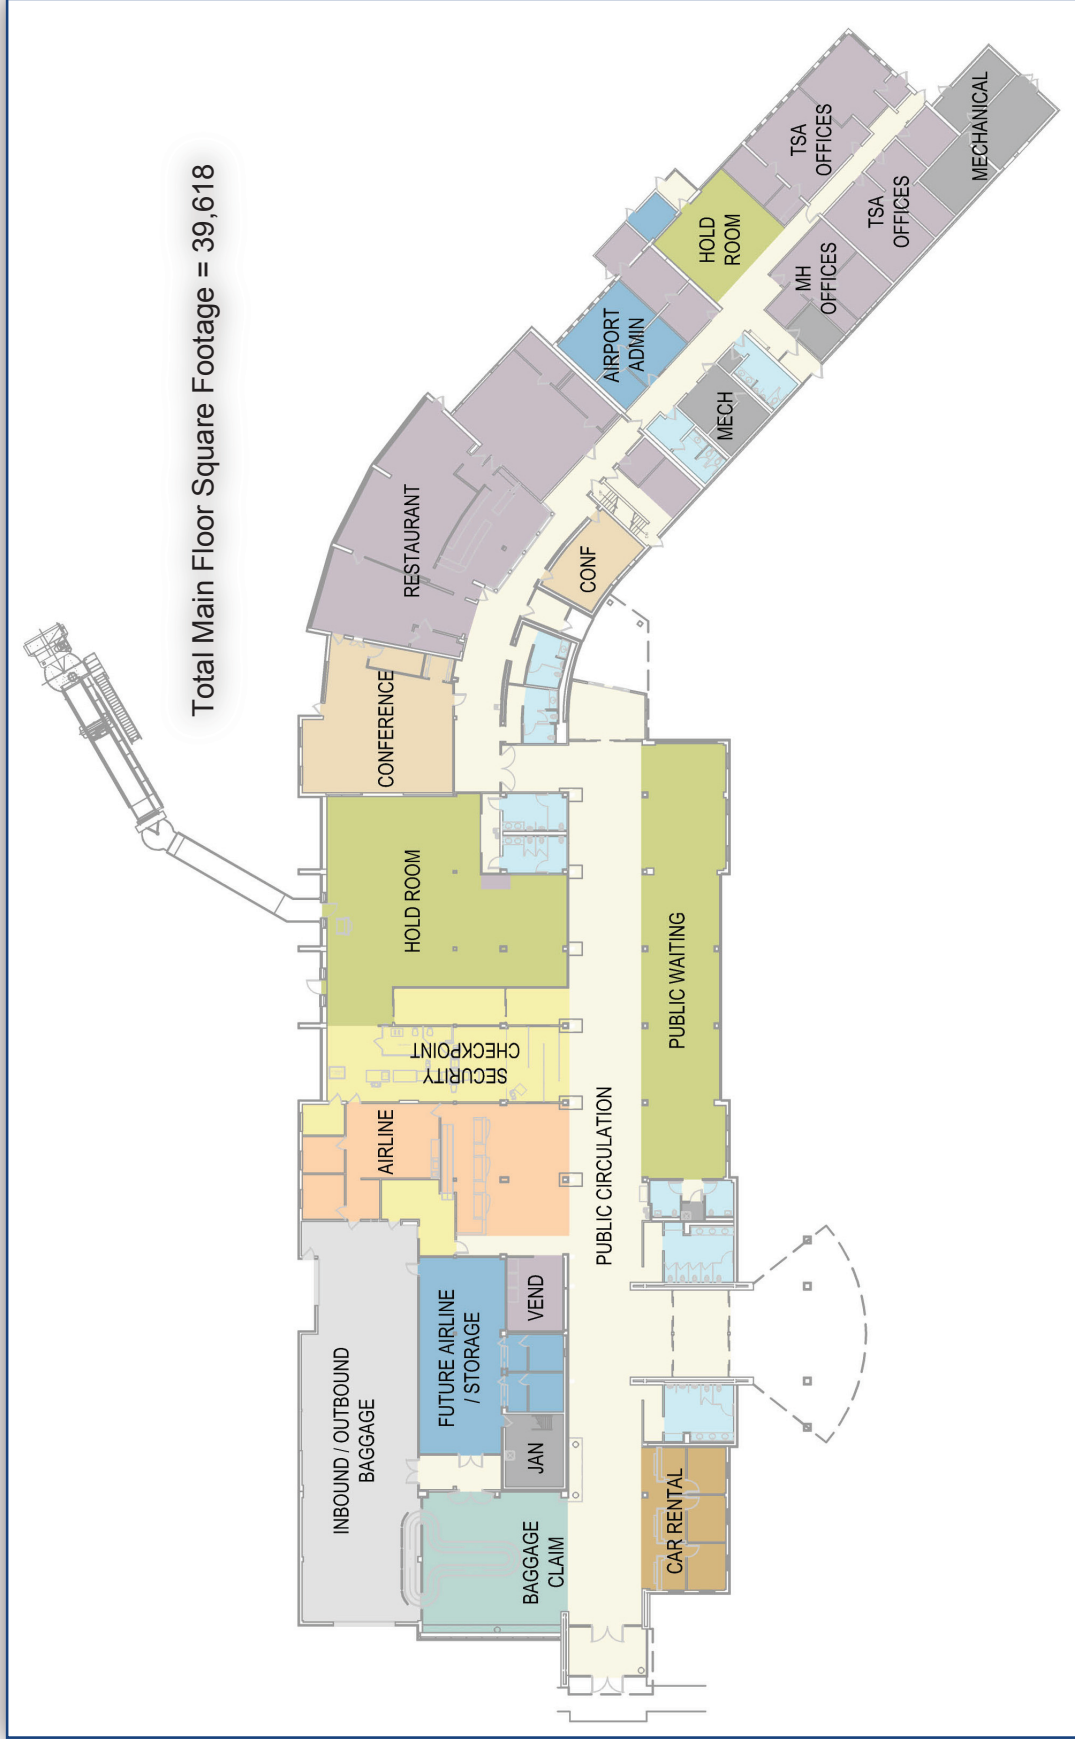 Total Main Floor Square Footage = 39,618
INBOUND / OUTBOUND
BAGGAGE
BAGGAGE
CLAIM
JAN
FUTURE AIRLINE
/ STORAGE
VEND
CAR RENTAL
AIRLINE
PUBLIC CIRCULATION
SECURITY
CHECKPOINT
HOLD ROOM
PUBLIC WAITING
CONFERENCE
RESTAURANT
CONF
AIRPORT
ADMIN
MECH
HOLD
ROOM
MH
OFFICES
TSA
OFFICES
TSA
OFFICES
MECHANICAL